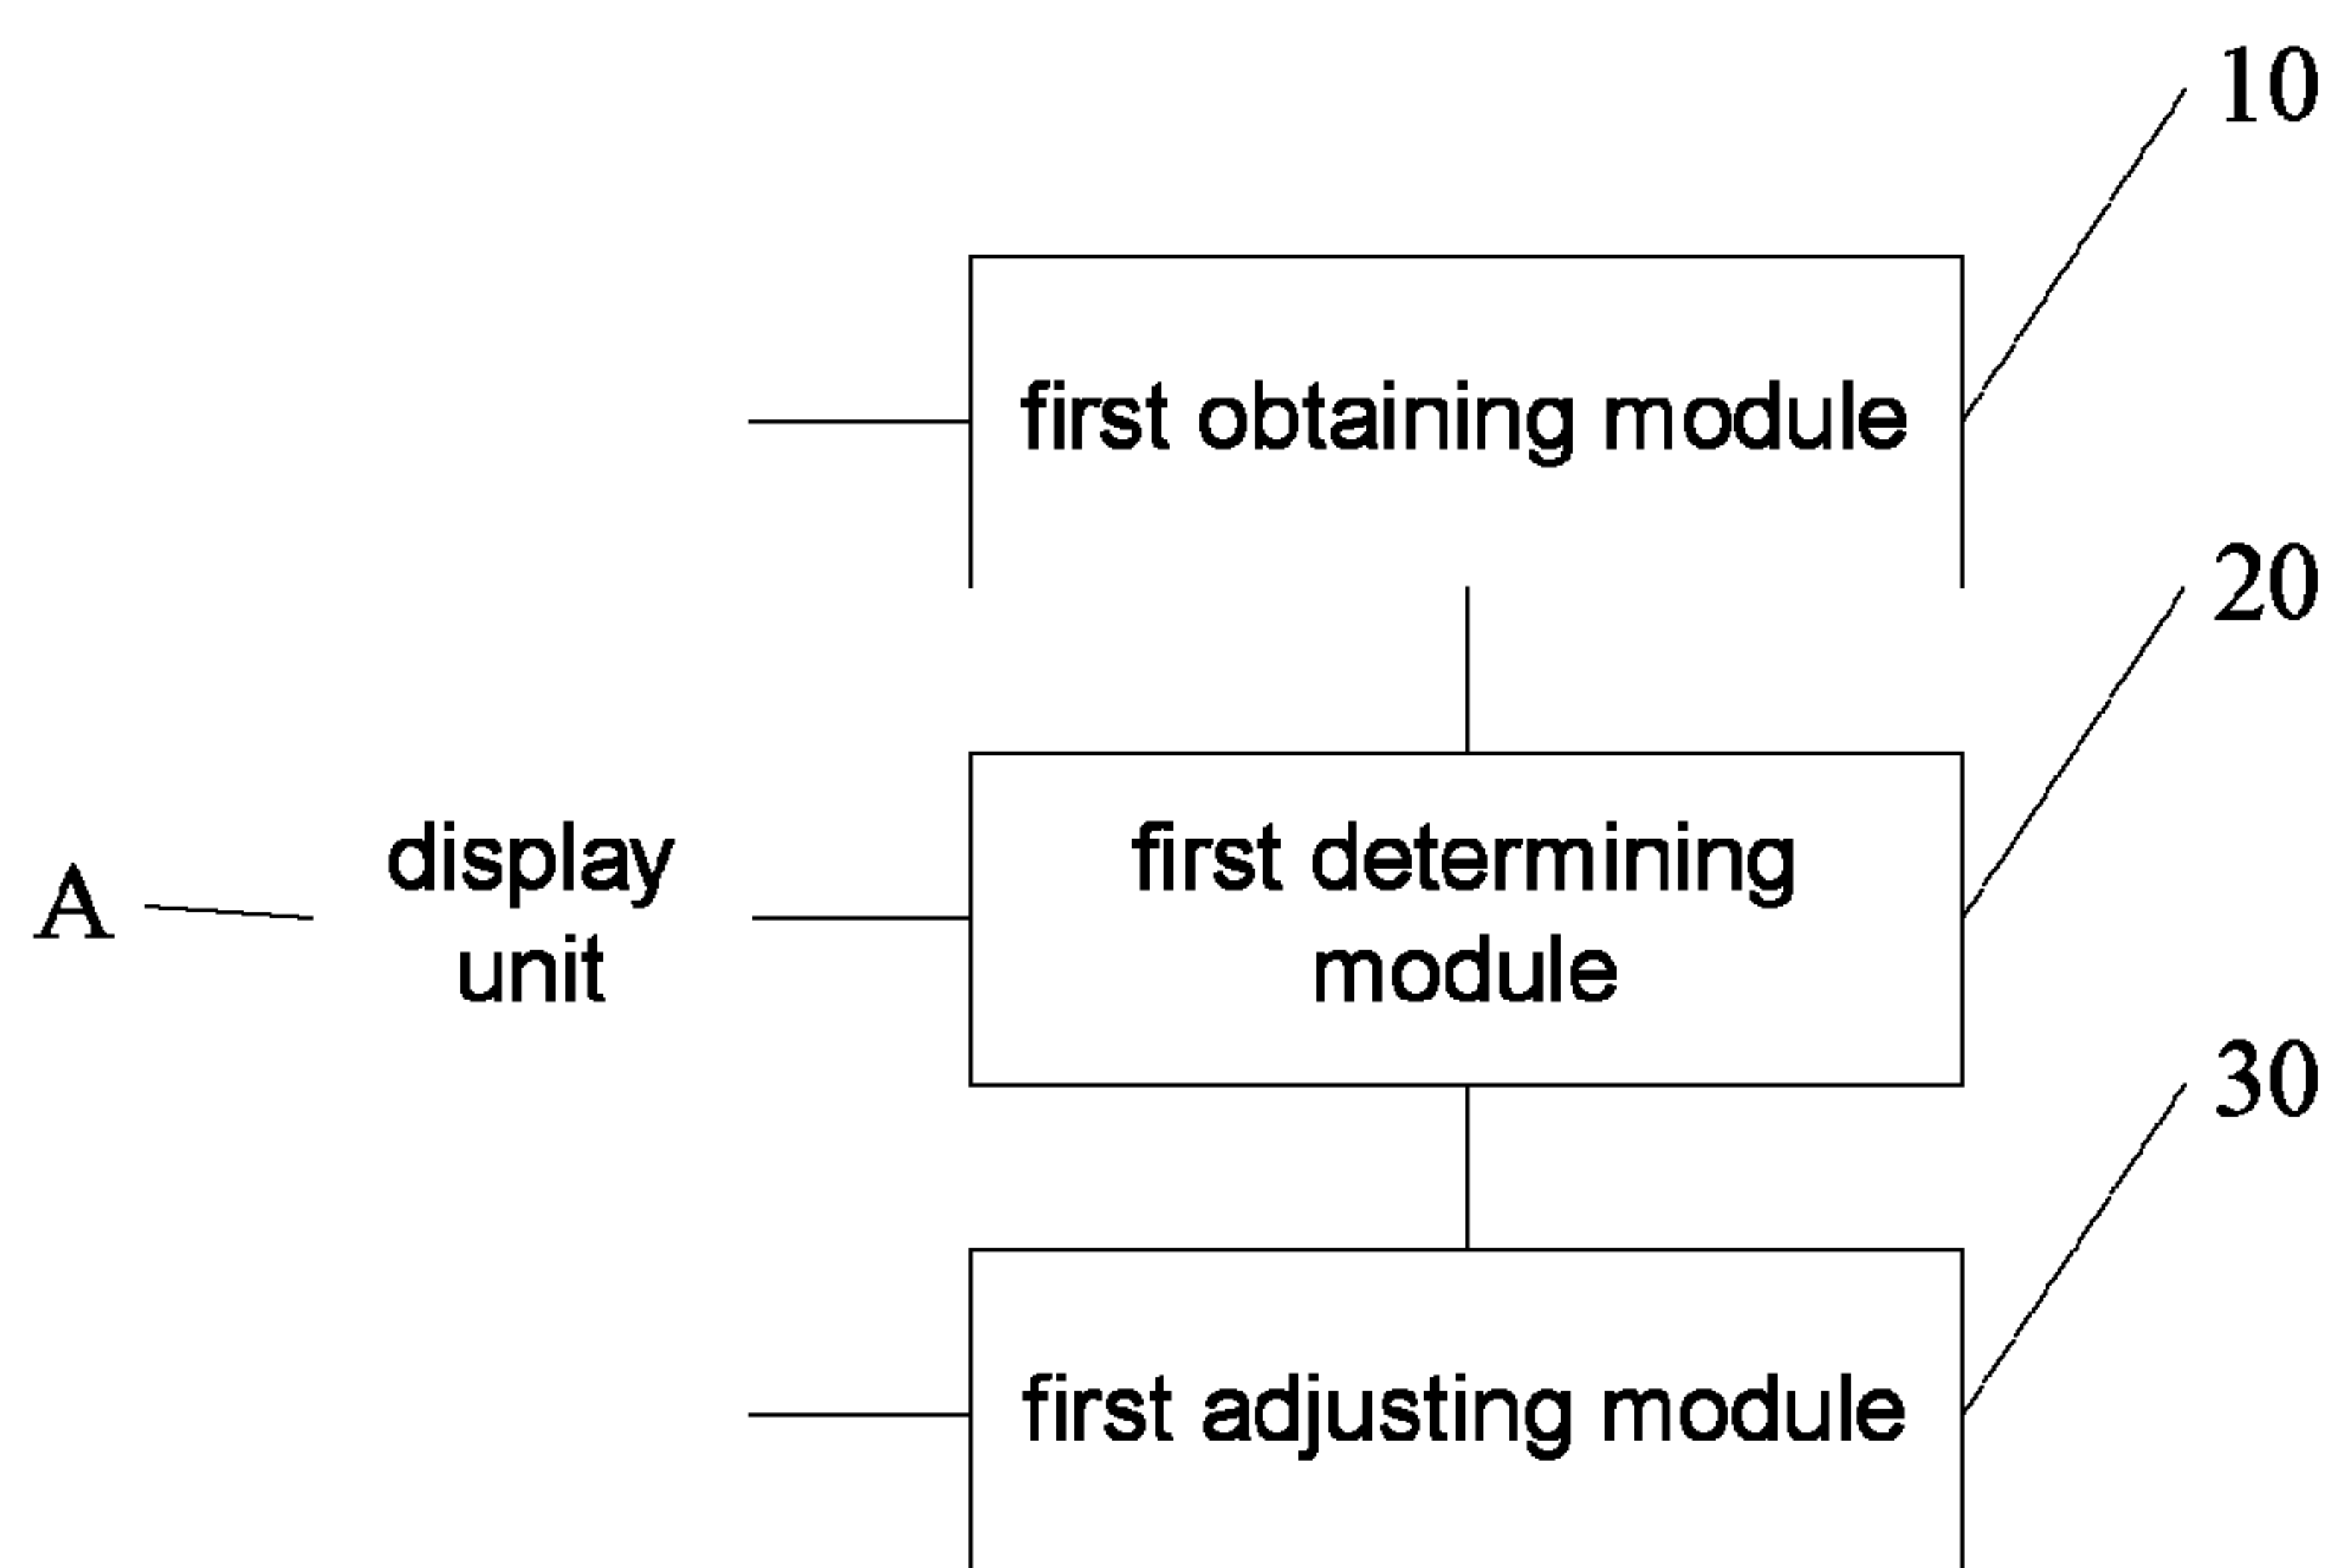 10
first obtaining module
20
A
display
unit
first determining
module
30
first adjusting module